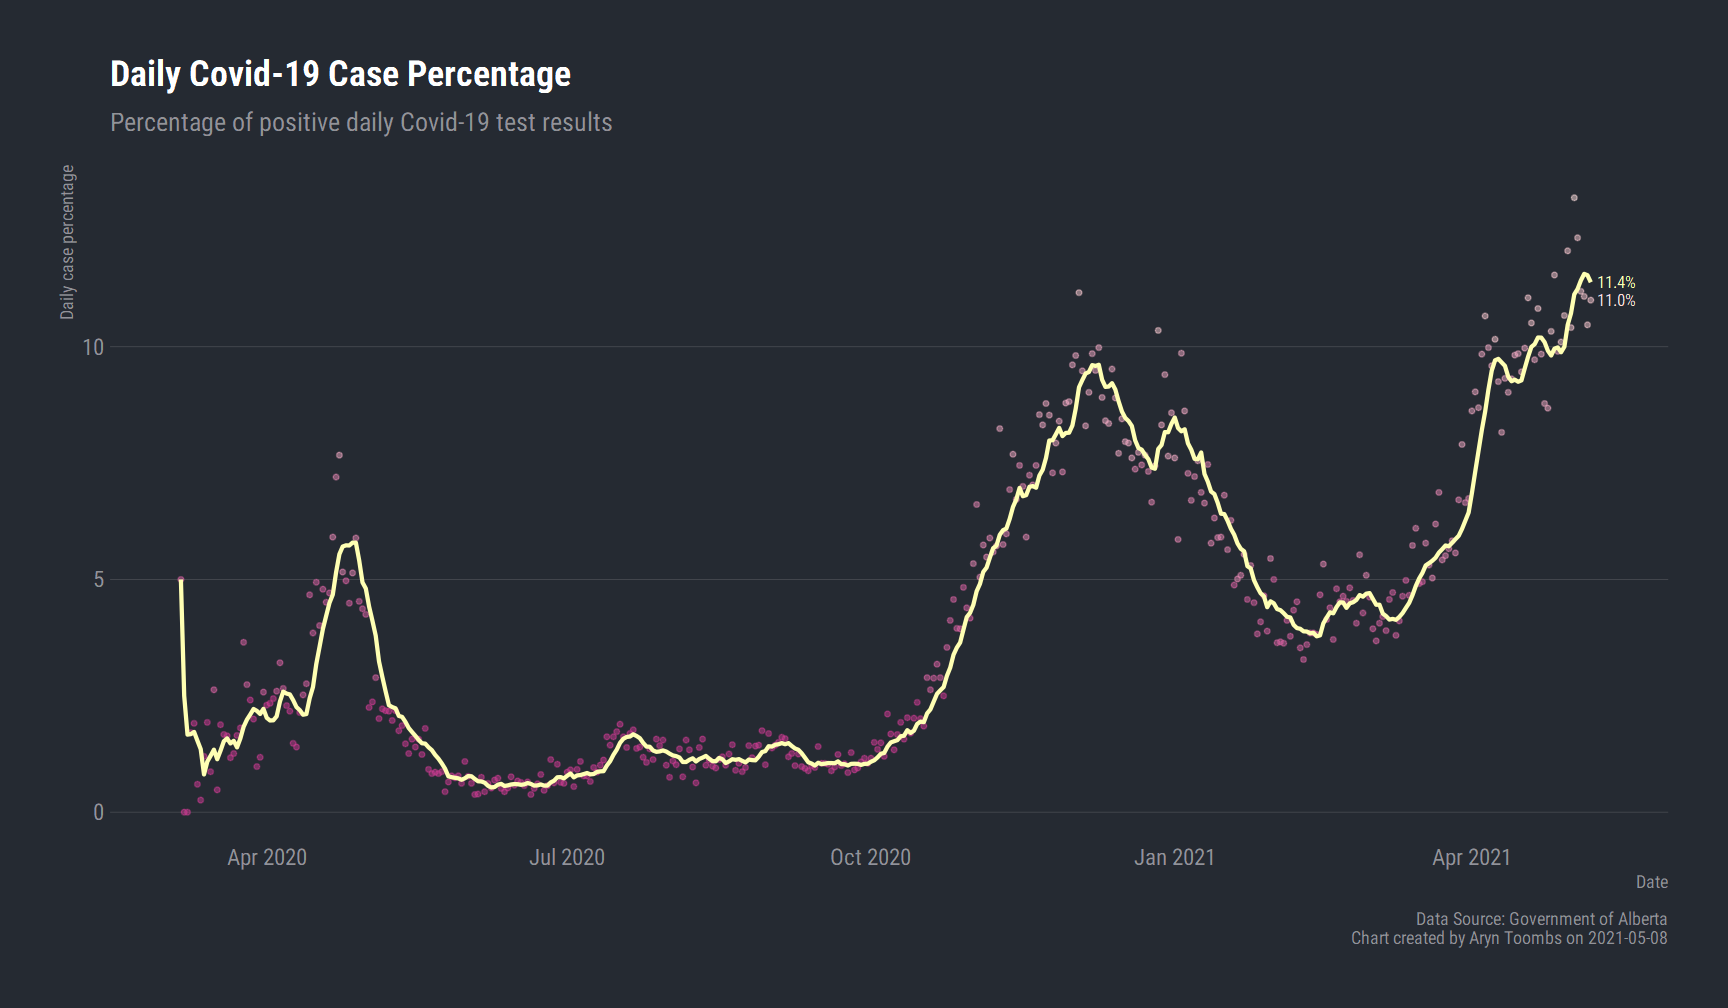 Daily Covid-19 Case Percentage
Percentage of positive daily Covid-19 test results
Daily case percentage
11.4%
11.0%
10
5
0
Apr 2020
Jul 2020
Oct 2020
Jan 2021
Apr 2021
Date
Data Source: Government of Alberta
Chart created by Aryn Toombs on 2021-05-08